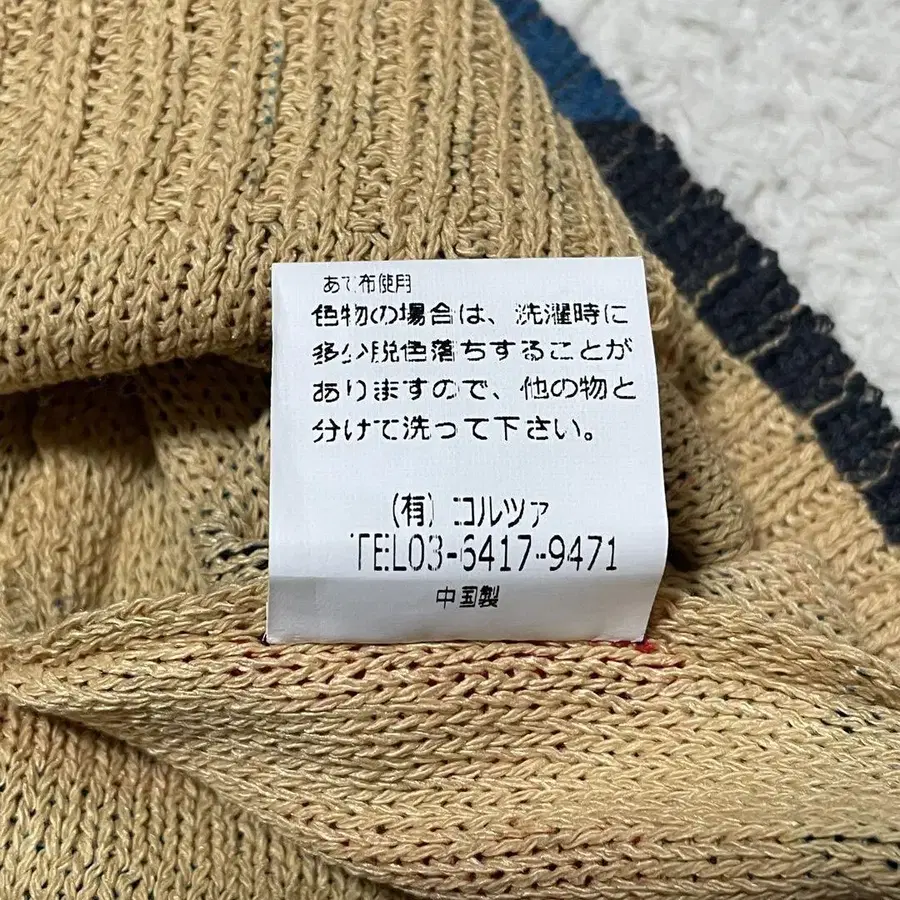 あて布使用
色物の場合は、洗濯時に
多少脱色落ちすることが
ありますので、他の物と
分けて洗って下さい。
(有) コルツァ
TEL03-6417-9471
中国製